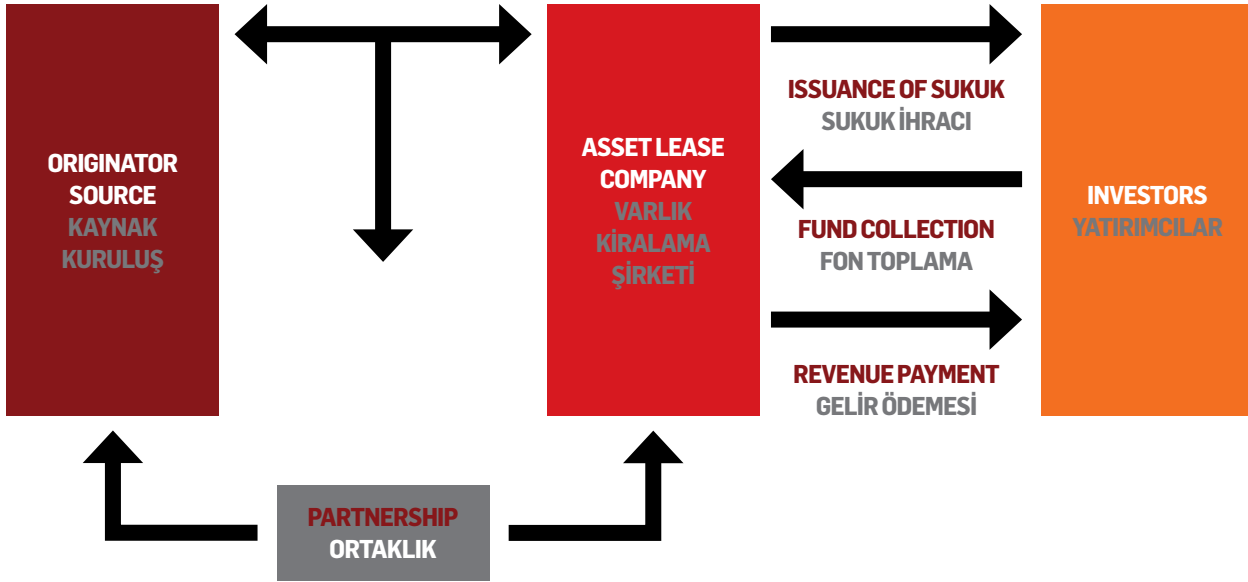 ORIGINATOR
SOURCE
KAYNAK
KURULUŞ
ASSET LEASE
COMPANY
VARLIK
KİRALAMA
ŞİRKETİ
ISSUANCE OF SUKUK
SUKUK İHRACI
FUND COLLECTION
FON TOPLAMA
REVENUE PAYMENT
GELİR ÖDEMESİ
INVESTORS
YATIRIMCILAR
PARTNERSHIP
ORTAKLIK